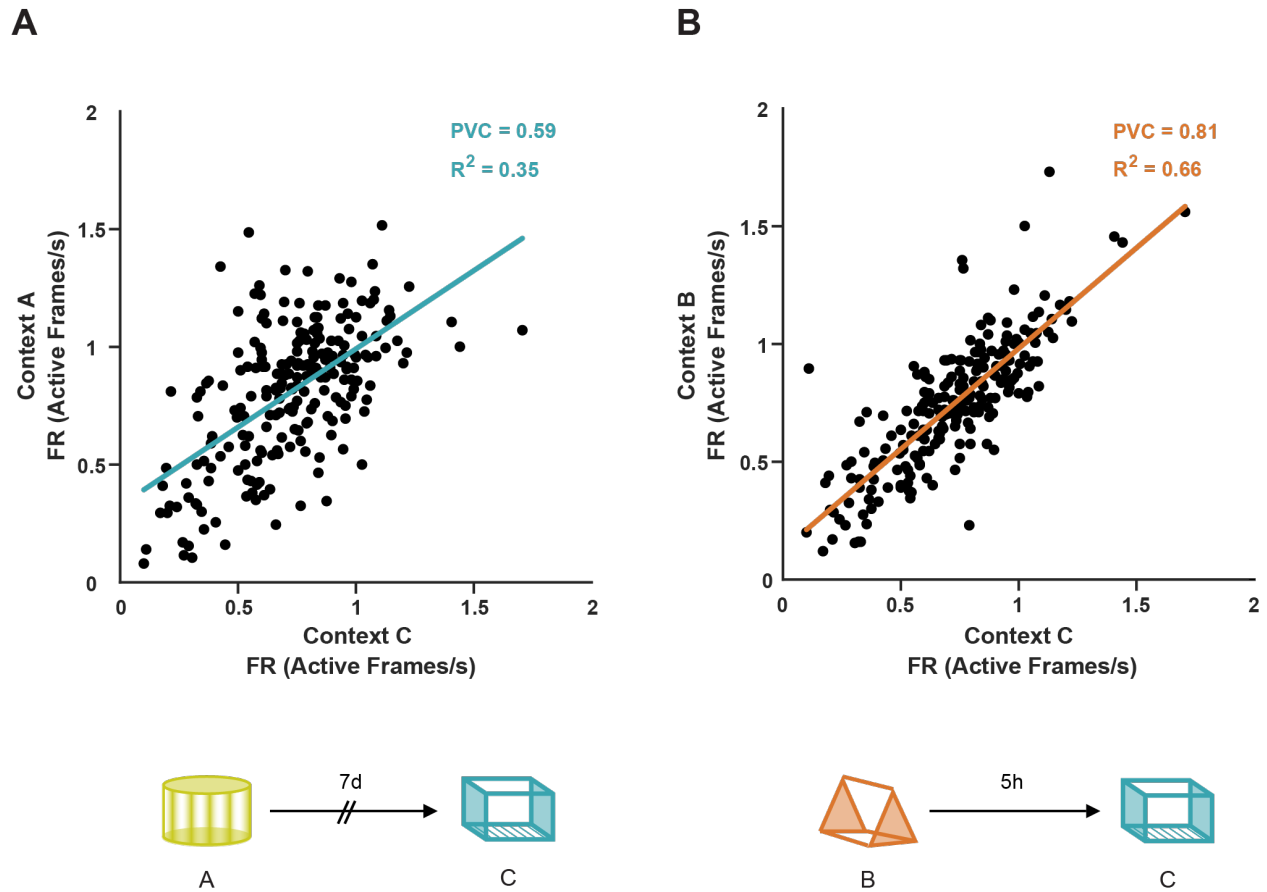 A
PVC = 0.59
R² = 0.35
Context A
FR (Active Frames/s)
2
1.5
1
0.5
0
0
0.5
1
1.5
2
Context C
FR (Active Frames/s)
7d
A
C
B
PVC = 0.81
R² = 0.66
Context B
FR (Active Frames/s)
2
1.5
1
0.5
0
0
0.5
1
1.5
2
Context C
FR (Active Frames/s)
5h
B
C